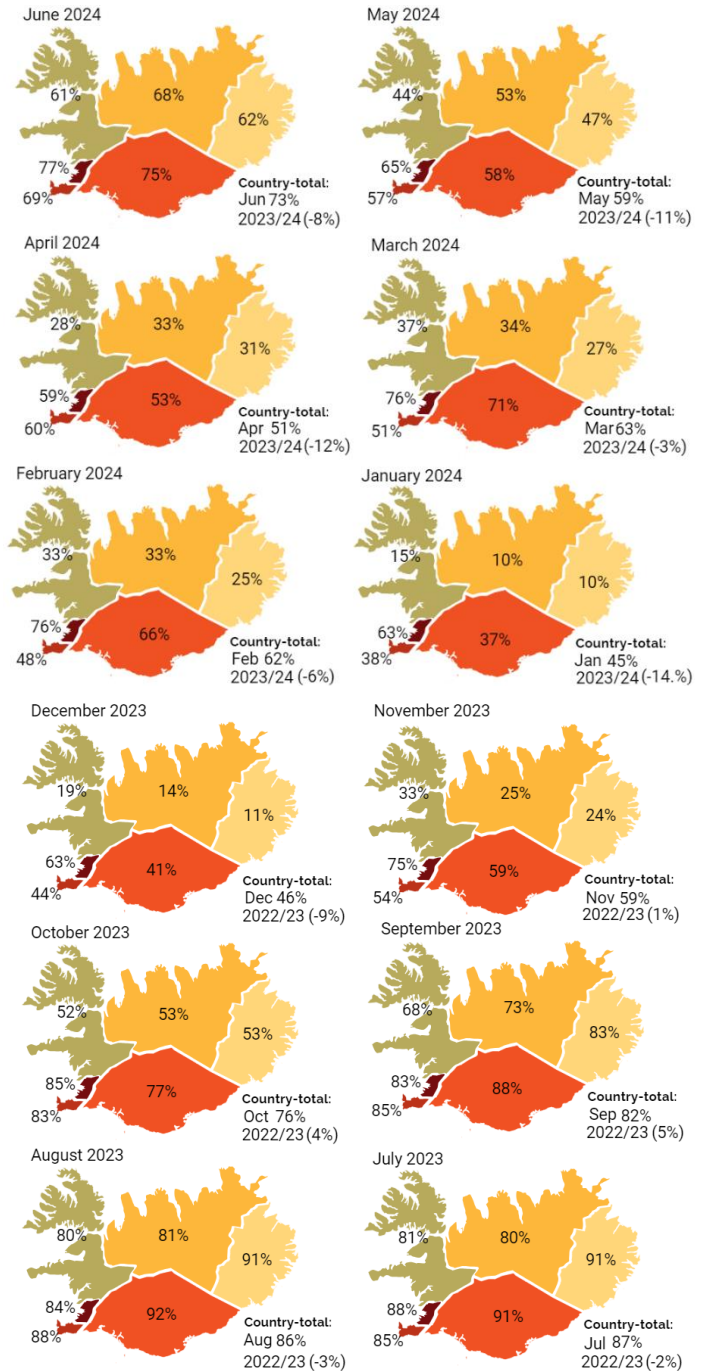 June 2024
61%
68%
62%
77%
75%
69%
Country-total:
Jun 73%
2023/24 (-8%)
May 2024
44%
53%
47%
65%
58%
57%
Country-total:
May 59%
2023/24 (-11%)
April 2024
28%
33%
31%
59%
53%
60%
Country-total:
Apr 51%
2023/24 (-12%)
March 2024
37%
34%
27%
76%
71%
51%
Country-total:
Mar63%
2023/24 (-3%)
February 2024
33%
33%
25%
76%
66%
48%
Country-total:
Feb 62%
2023/24 (-6%)
January 2024
15%
10%
10%
63%
37%
38%
Country-total:
Jan 45%
2023/24 (-14.%)
December 2023
19%
14%
11%
63%
41%
44%
Country-total:
Dec 46%
2022/23 (-9%)
November 2023
33%
25%
24%
75%
59%
54%
Country-total:
Nov 59%
2022/23 (1%)
October 2023
52%
53%
53%
85%
77%
83%
Country-total:
Oct 76%
2022/23 (4%)
September 2023
68%
73%
83%
83%
88%
85%
Country-total:
Sep 82%
2022/23 (5%)
August 2023
80%
81%
91%
84%
92%
88%
Country-total:
Aug 86%
2022/23 (-3%)
July 2023
81%
80%
91%
88%
91%
85%
Country-total:
Jul 87%
2022/23 (-2%)